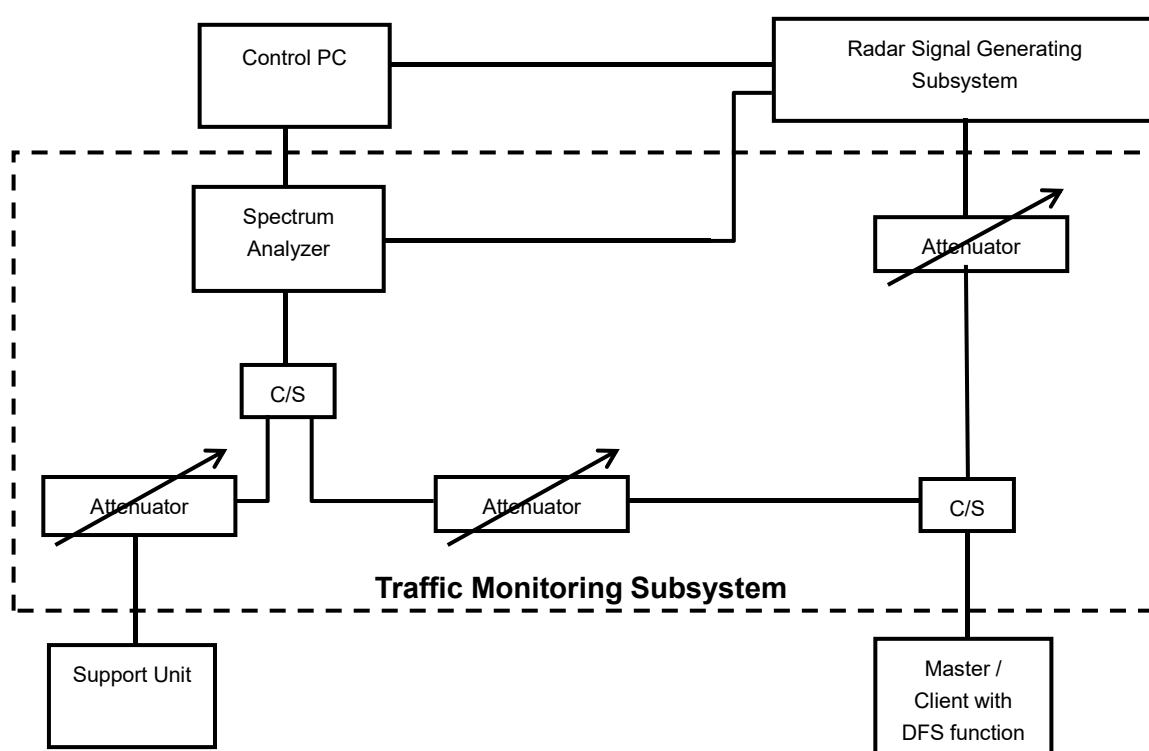 Control PC
Radar Signal Generating
Subsystem
Spectrum
Analyzer
Attenuator
C/S
Attenuator
Attenuator
C/S
Traffic Monitoring Subsystem
Support Unit
Master /
Client with
DFS function